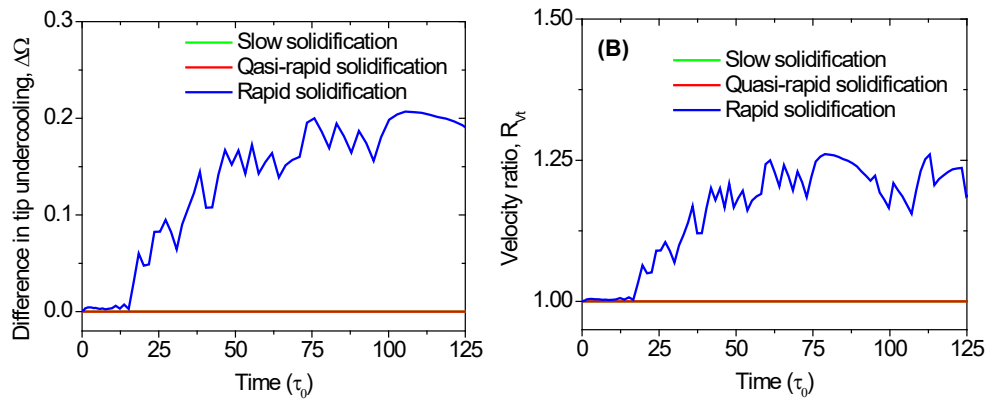 0.3
0.2
0.1
0.0
Difference in tip undercooling, ΔΩ
Slow solidification
Qasi-rapid solidification
Rapid solidification
0 25 50 75 100 125
Time (τ0)
1.50
1.25
1.00
Velocity ratio, RVt
(B)
Slow solidification
Quasi-rapid solidification
Rapid solidification
0 25 50 75 100 125
Time (τ0)